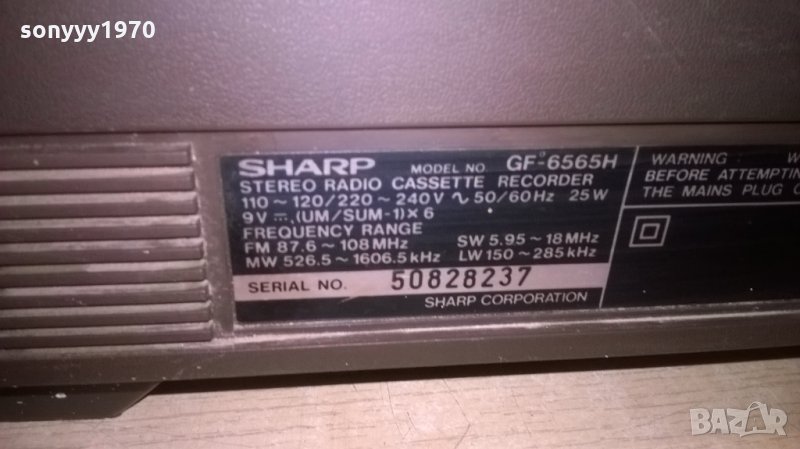 sonyyy1970
SHARP MODEL NO. GF-6565H
STEREO RADIO CASSETTE RECORDER
110 ~ 120/220 ~ 240V ∿ 50/60Hz 25W
9V ⎓, (UM/SUM-1) × 6
FREQUENCY RANGE
FM 87.6 ~ 108 MHz SW 5.95 ~ 18 MHz
MW 526.5 ~ 1606.5 kHz LW 150 ~ 285 kHz
SERIAL NO. 50828237
SHARP CORPORATION
WARNING
BEFORE ATTEMPTIN
THE MAINS PLUG
BAZAR